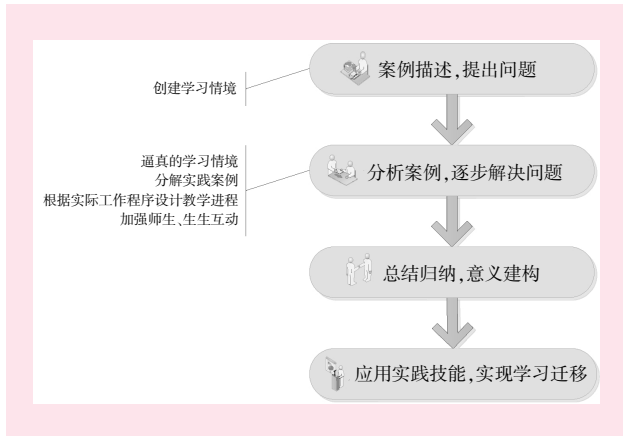 案例描述,提出问题
创建学习情境
逼真的学习情境
分解实践案例
根据实际工作程序设计教学进程
加强师生、生生互动
分析案例,逐步解决问题
总结归纳,意义建构
应用实践技能,实现学习迁移